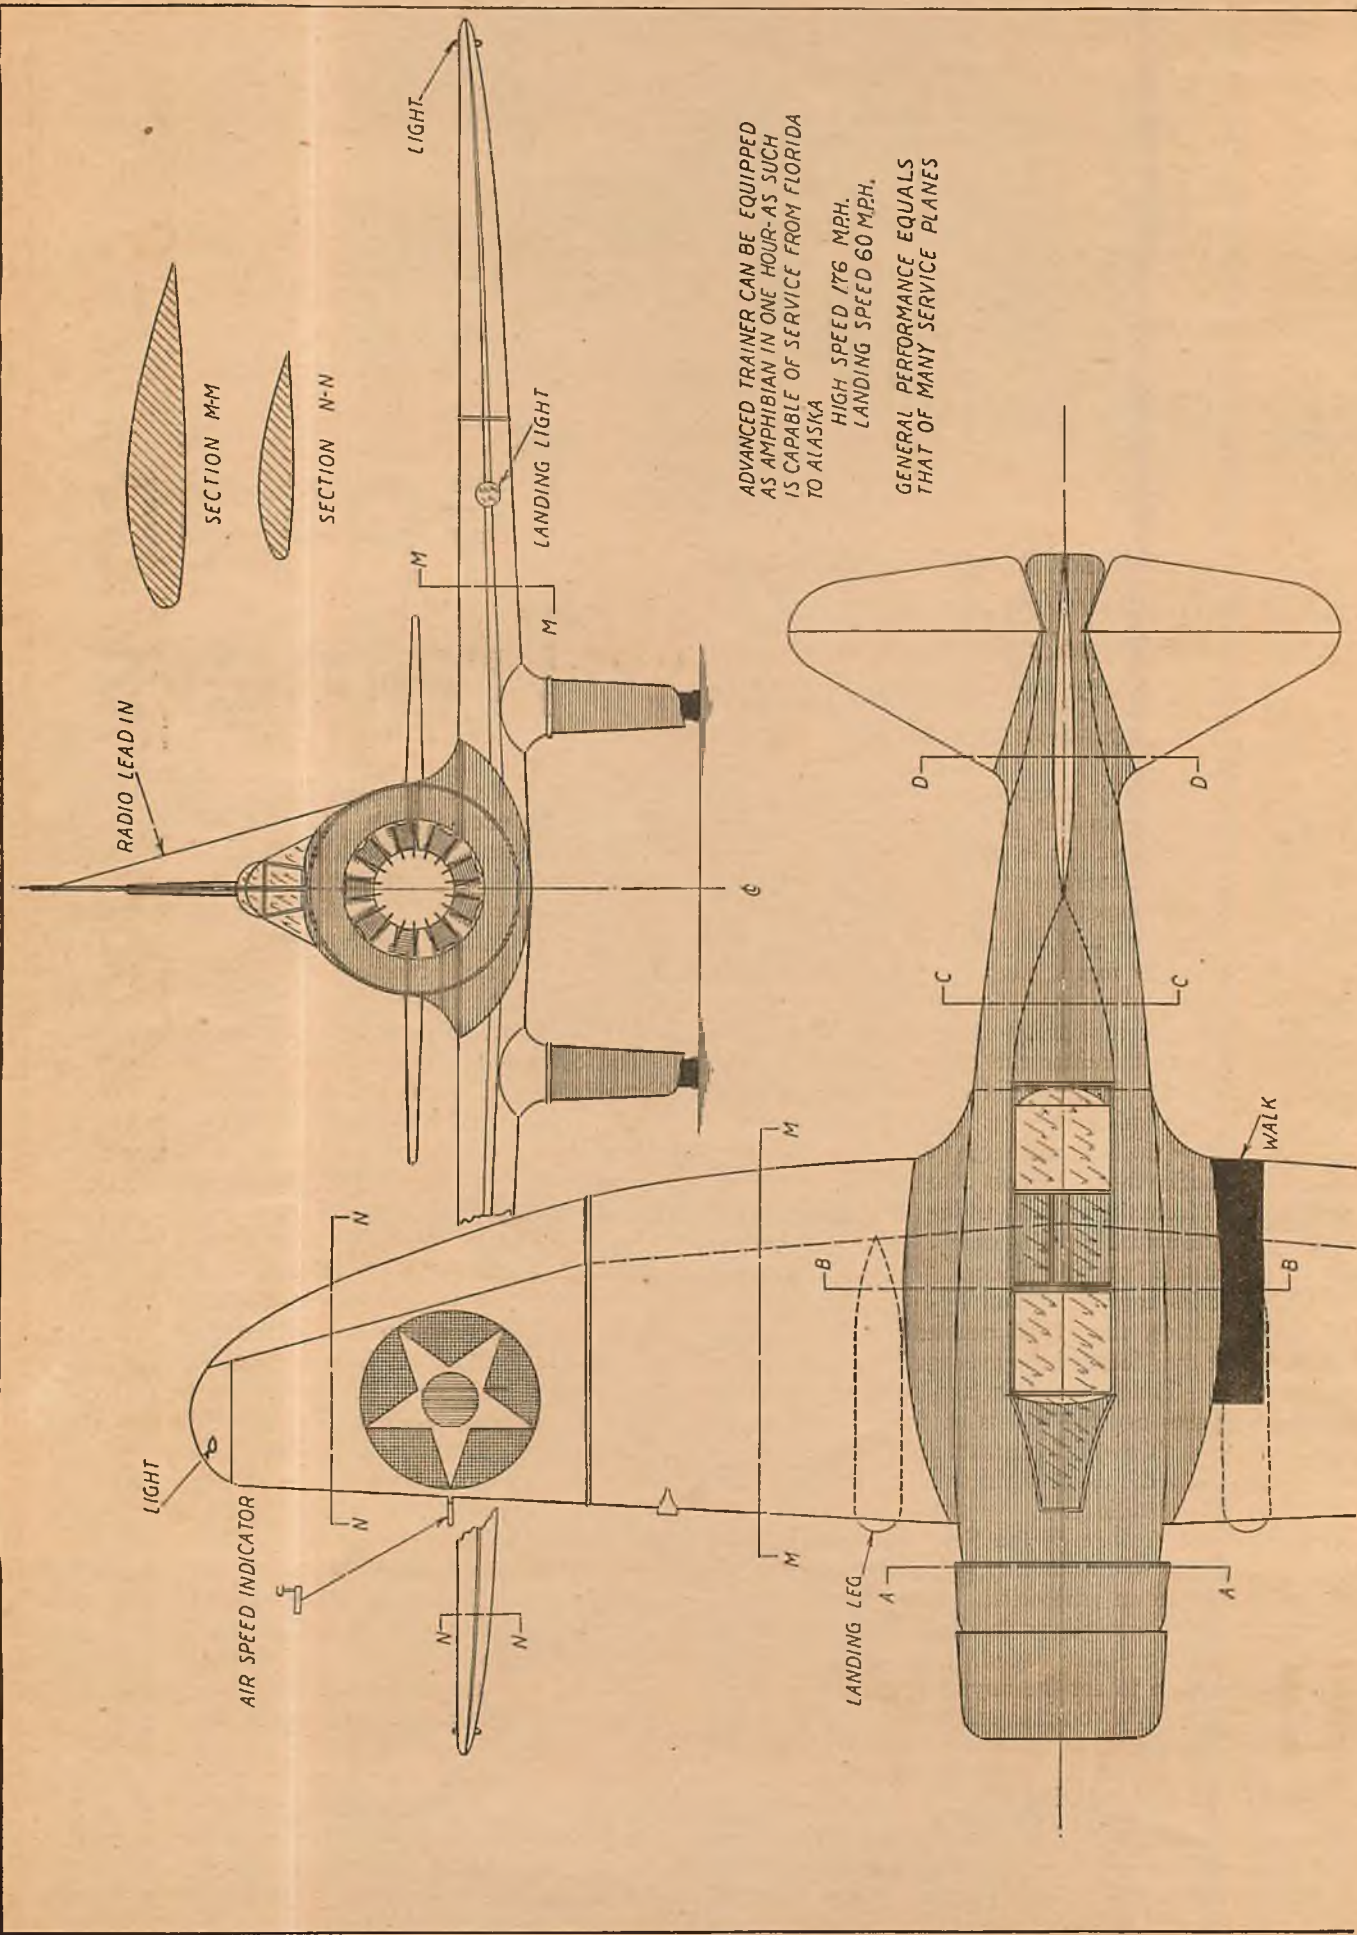 LIGHT
RADIO LEAD IN
SECTION M-M
SECTION N-N
M
M
LANDING LIGHT
ADVANCED TRAINER CAN BE EQUIPPED
AS AMPHIBIAN IN ONE HOUR-AS SUCH
IS CAPABLE OF SERVICE FROM FLORIDA
TO ALASKA
HIGH SPEED 176 M.P.H.
LANDING SPEED 60 M.P.H.
GENERAL PERFORMANCE EQUALS
THAT OF MANY SERVICE PLANES
LIGHT
AIR SPEED INDICATOR
N
N
N
N
M
M
LANDING LEG
A
A
B
B
C
C
D
D
WALK